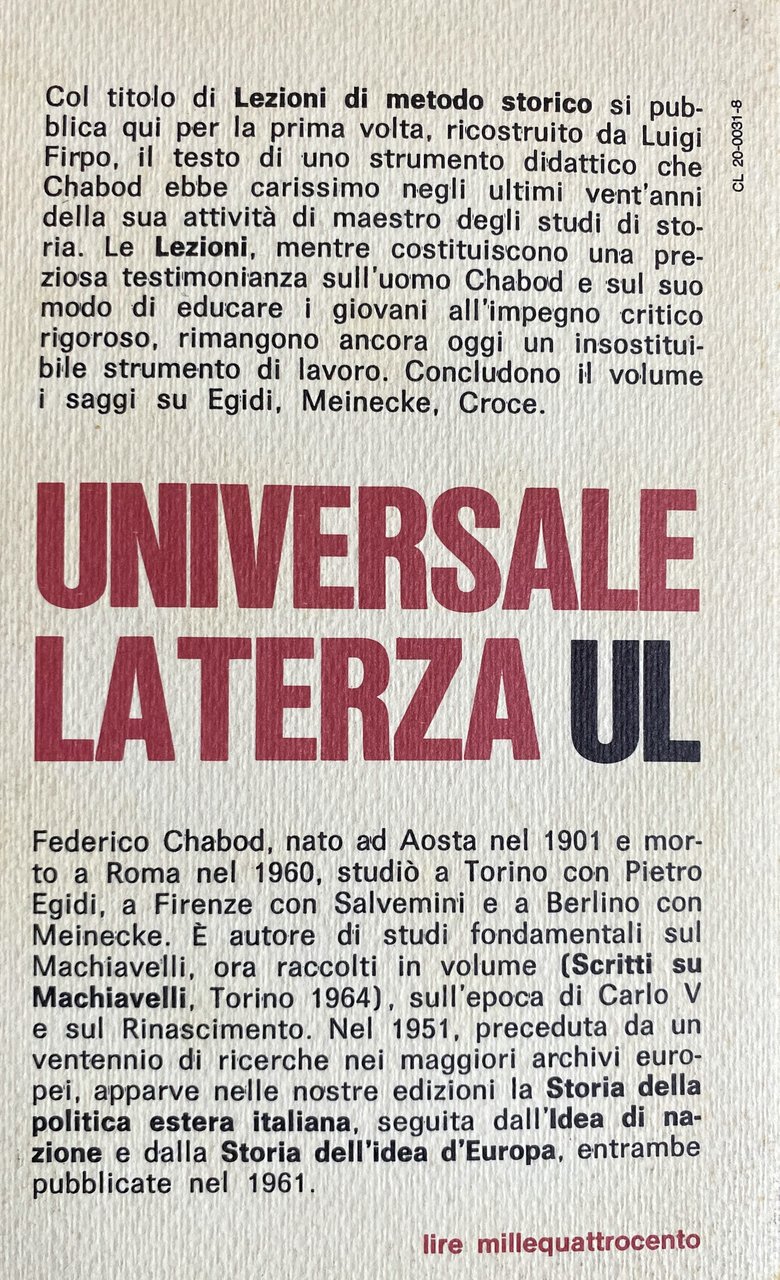 Col titolo di Lezioni di metodo storico si pub-
blica qui per la prima volta, ricostruito da Luigi
Firpo, il testo di uno strumento didattico che
Chabod ebbe carissimo negli ultimi vent'anni
della sua attività di maestro degli studi di sto-
ria. Le Lezioni, mentre costituiscono una pre-
ziosa testimonianza sull'uomo Chabod e sul suo
modo di educare i giovani all'impegno critico
rigoroso, rimangono ancora oggi un insostitui-
bile strumento di lavoro. Concludono il volume
i saggi su Egidi, Meinecke, Croce.
CL 20-0031-8
UNIVERSALE
LATERZA UL
Federico Chabod, nato ad Aosta nel 1901 e mor-
to a Roma nel 1960, studiò a Torino con Pietro
Egidi, a Firenze con Salvemini e a Berlino con
Meinecke. È autore di studi fondamentali sul
Machiavelli, ora raccolti in volume (Scritti su
Machiavelli, Torino 1964), sull'epoca di Carlo V
e sul Rinascimento. Nel 1951, preceduta da un
ventennio di ricerche nei maggiori archivi euro-
pei, apparve nelle nostre edizioni la Storia della
politica estera italiana, seguita dall'Idea di na-
zione e dalla Storia dell'idea d'Europa, entrambe
pubblicate nel 1961.
lire millequattrocento